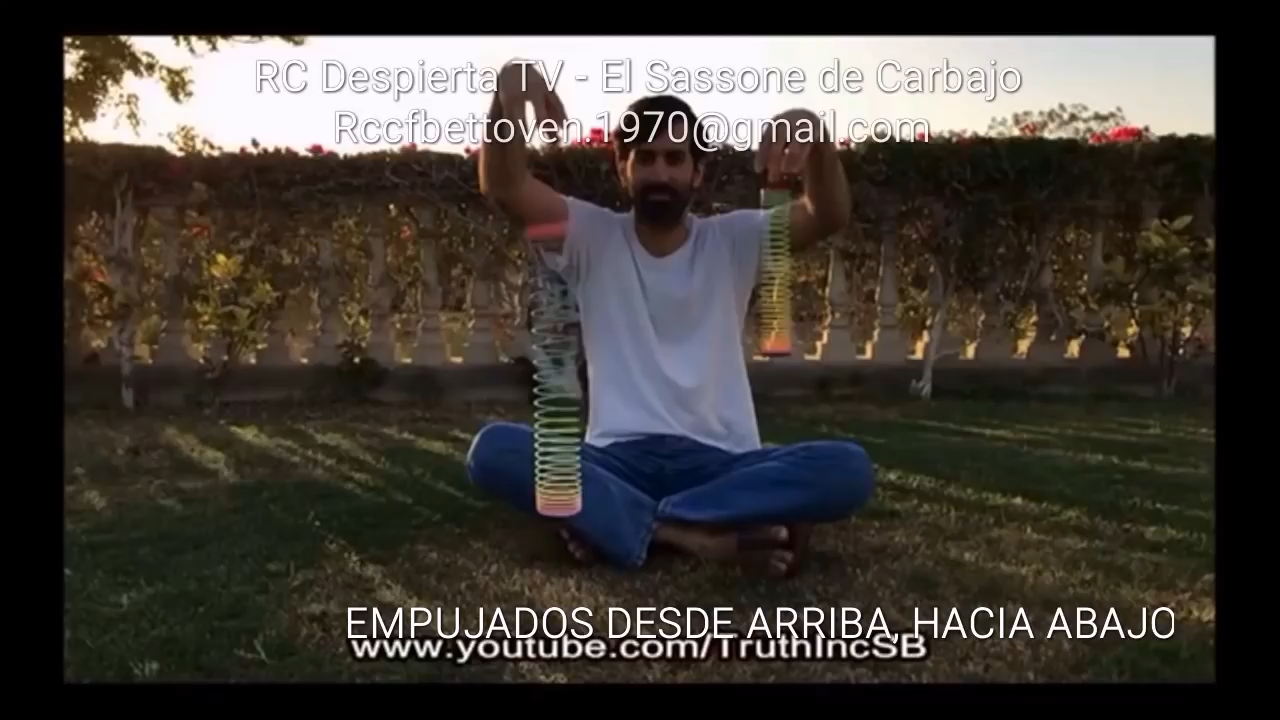 RC Despierta TV - El Sassone de Carbajo
Rccfbettoven.1970@gmail.com
EMPUJADOS DESDE ARRIBA, HACIA ABAJO
www.youtube.com/TruthIncSB